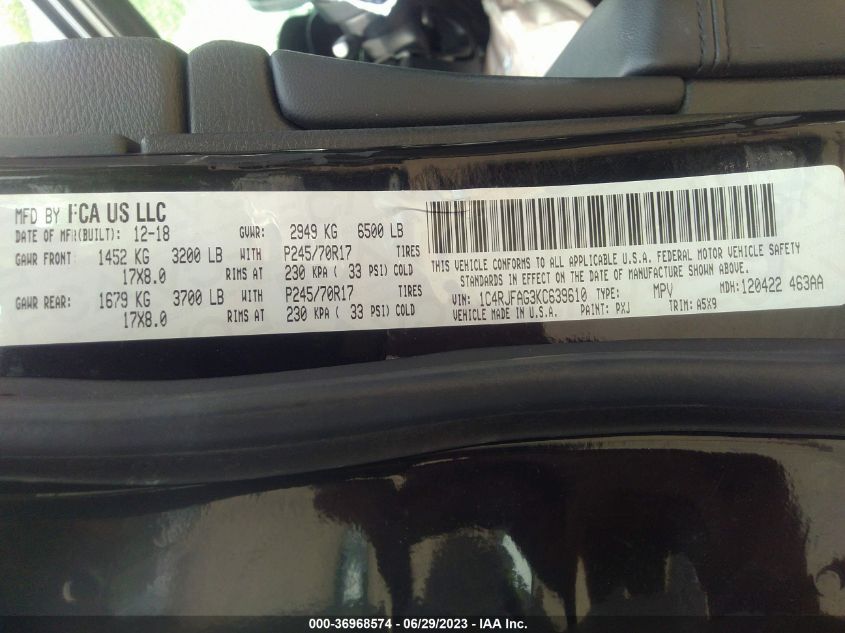 MFD BY FCA US LLC
DATE OF MFR(BUILT): 12-18 GVWR: 2949 KG 6500 LB
GAWR FRONT 1452 KG 3200 LB WITH P245/70R17 TIRES
17X8.0 RIMS AT 230 KPA ( 33 PSI) COLD
GAWR REAR: 1679 KG 3700 LB WITH P245/70R17 TIRES
17X8.0 RIMS AT 230 KPA ( 33 PSI) COLD
THIS VEHICLE CONFORMS TO ALL APPLICABLE U.S.A. FEDERAL MOTOR VEHICLE SAFETY
STANDARDS IN EFFECT ON THE DATE OF MANUFACTURE SHOWN ABOVE.
VIN: 1C4RJFAG3KC639610 TYPE: MPV MDH:120422 463AA
VEHICLE MADE IN U.S.A. PAINT: PXJ TRIM: A5X9
000-36968574 / 06/29/2023 - IAA Inc.